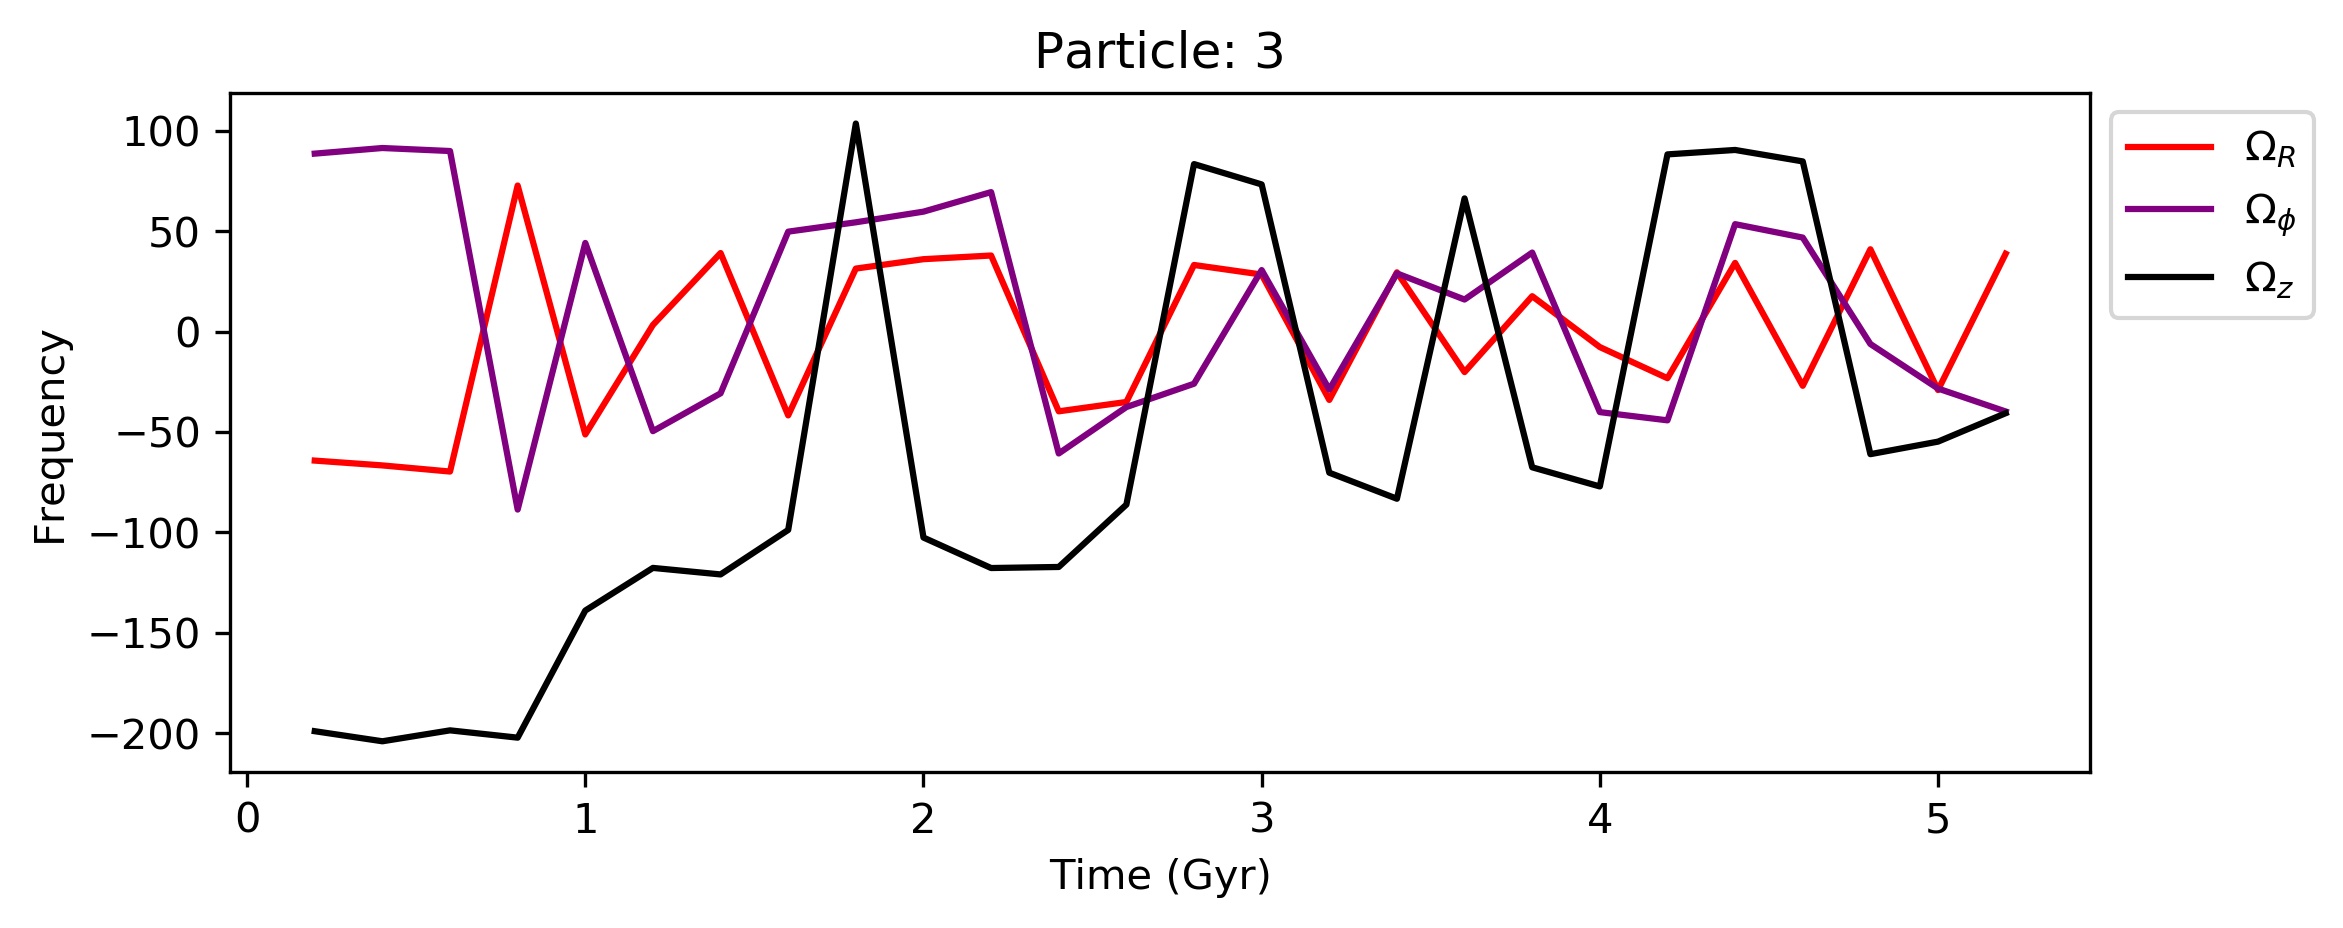 Particle: 3
Frequency
100
50
0
−50
−100
−150
−200
0 1 2 3 4 5
Time (Gyr)
Ω_R
Ω_ϕ
Ω_z